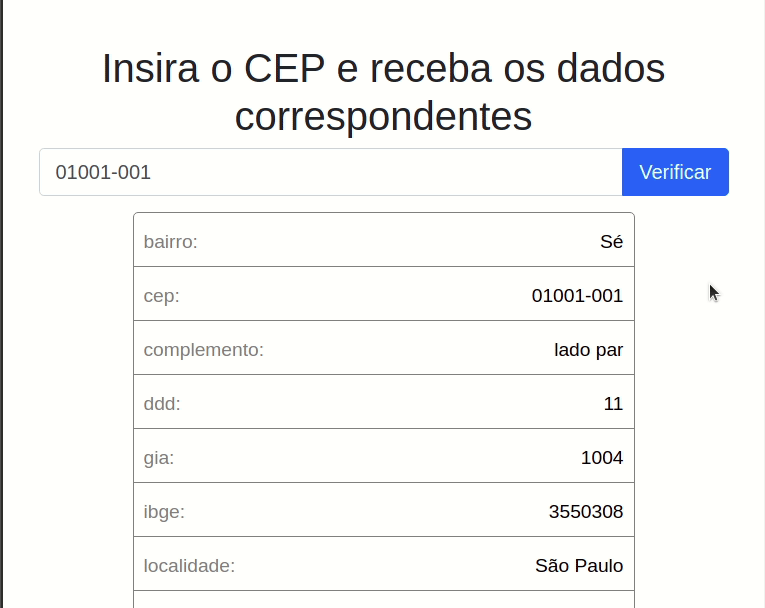 Insira o CEP e receba os dados
correspondentes
01001-001 Verificar
bairro: Sé
cep: 01001-001
complemento: lado par
ddd: 11
gia: 1004
ibge: 3550308
localidade: São Paulo